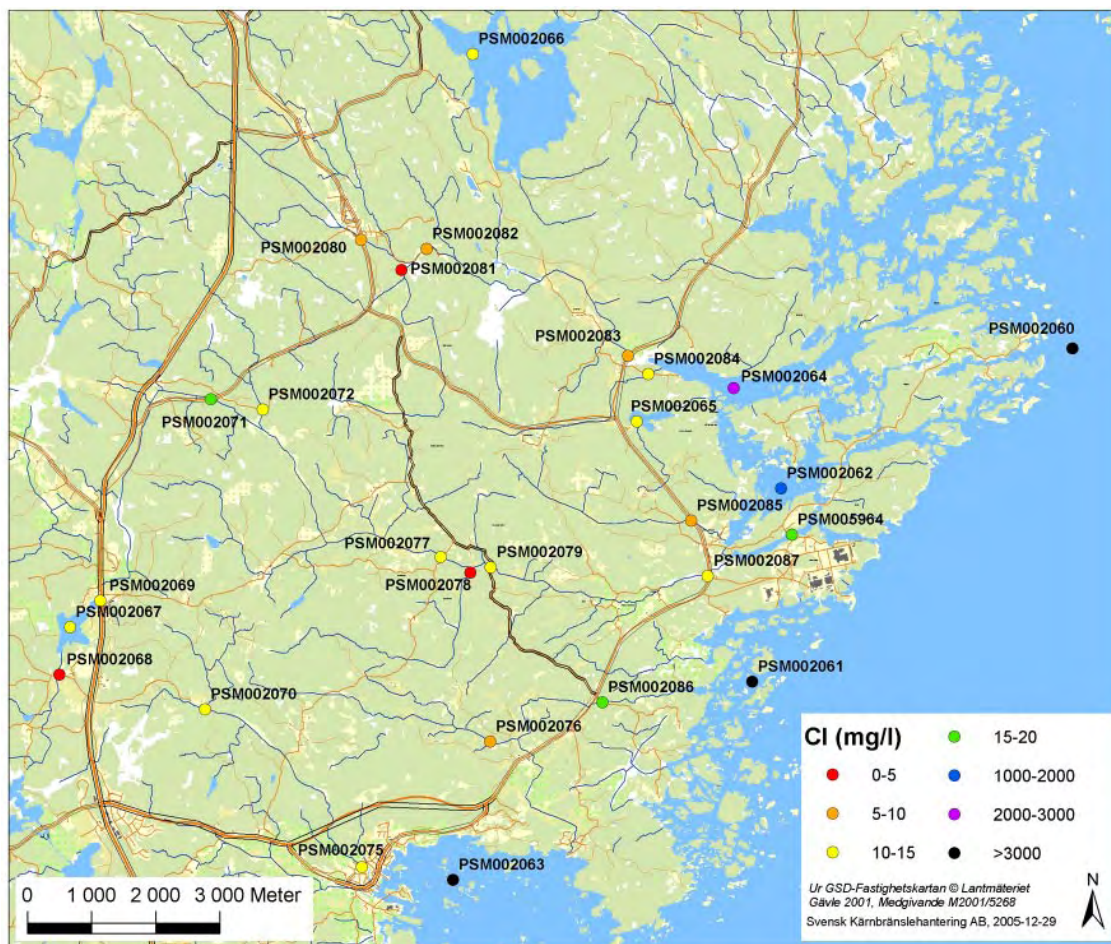 PSM002066
PSM002080
PSM002082
PSM002081
PSM002060
PSM002083
PSM002084
PSM002064
PSM002072
PSM002071
PSM002065
PSM002062
PSM002085
PSM005964
PSM002077
PSM002079
PSM002078
PSM002087
PSM002069
PSM002067
PSM002068
PSM002061
PSM002070
PSM002086
PSM002076
PSM002075
PSM002063
Cl (mg/l)
0-5
5-10
10-15
15-20
1000-2000
2000-3000
>3000
0 1 000 2 000 3 000 Meter
Ur GSD-Fastighetskartan © Lantmäteriet
Gävle 2001, Medgivande M2001/5268
Svensk Kärnbränslehantering AB, 2005-12-29
N